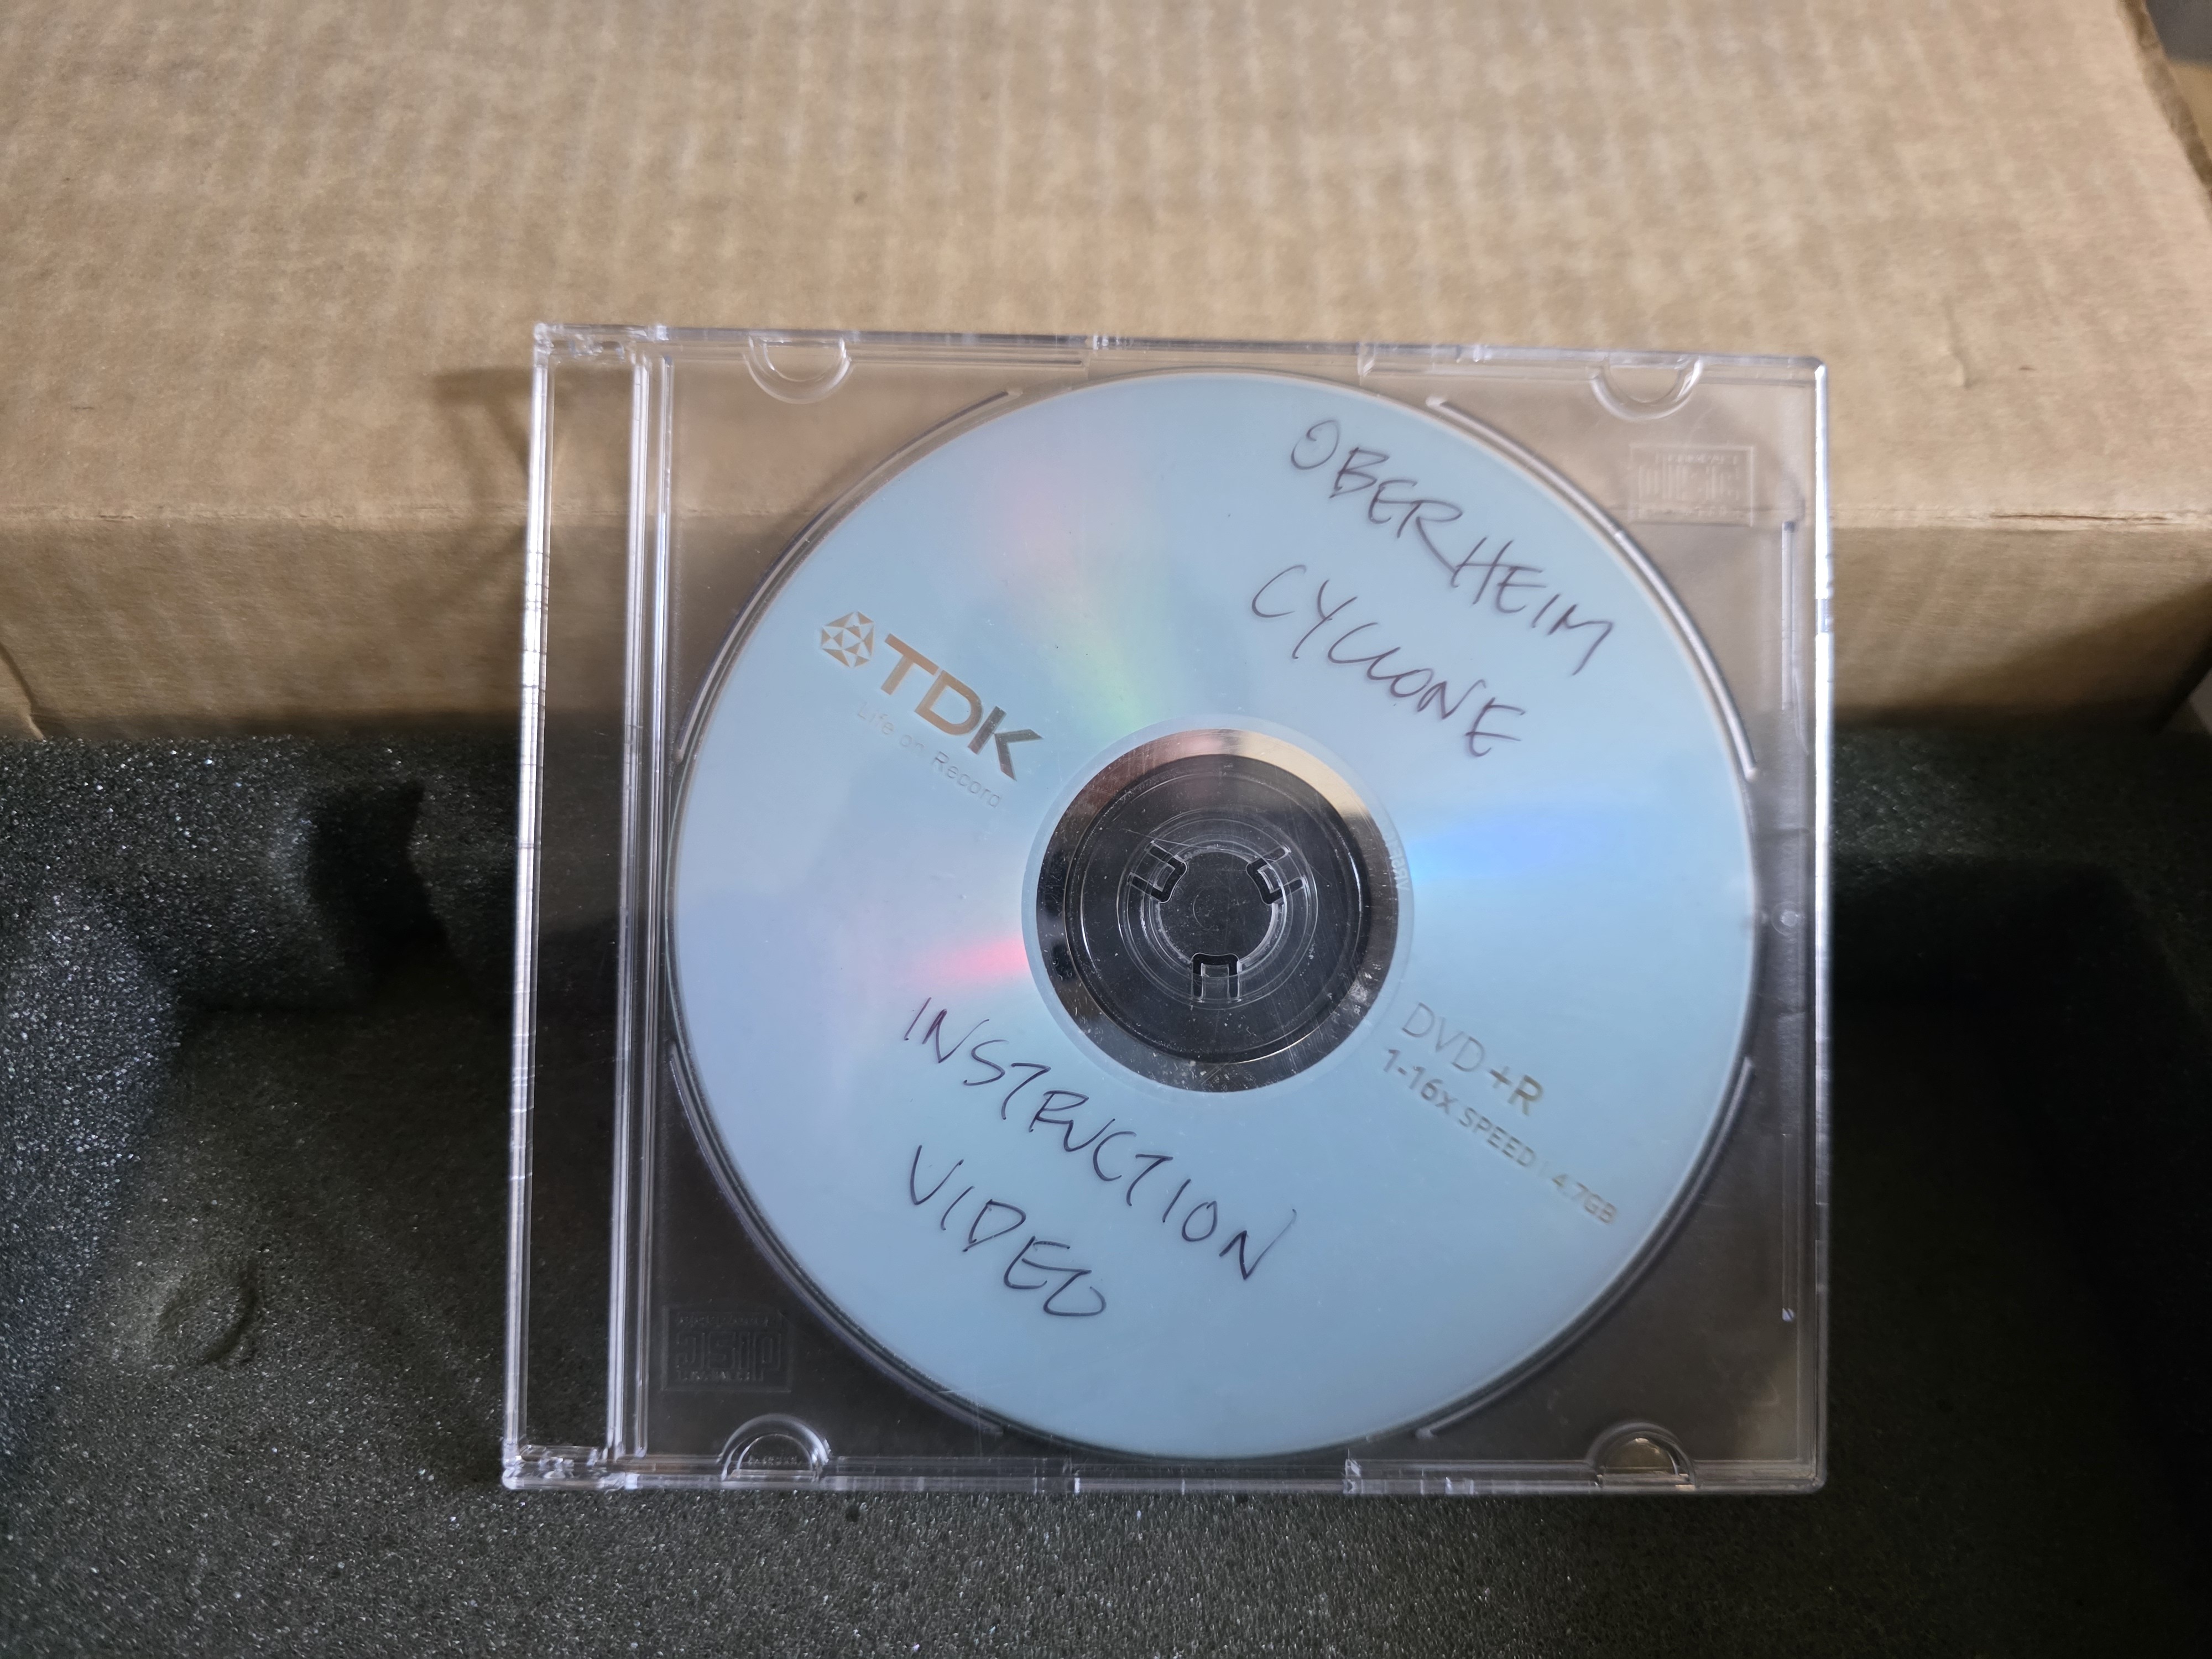 OBERHEIM
CYCLONE
TDK
Life on Record
DVD+R
1-16x SPEED | 4.7GB
INSTRUCTION
VIDEO